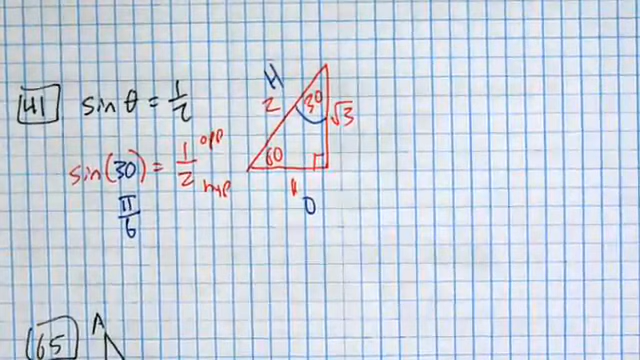 41 sin θ = 1/2
sin(30) = 1/2 opp hyp
π/6
H
2
30
√3
60
1
O
65 A